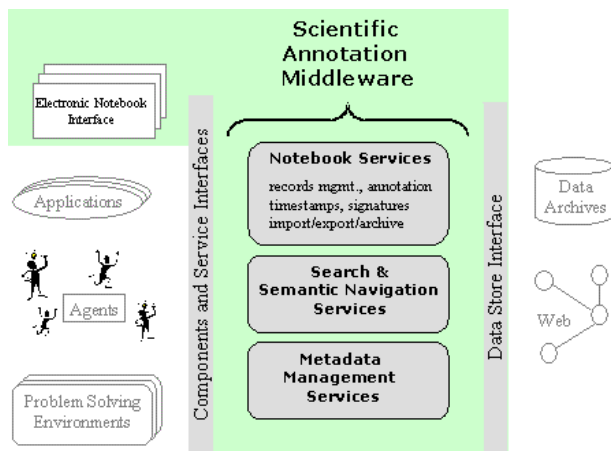 Scientific
Annotation
Middleware
Electronic Notebook
Interface
Applications
Agents
Problem Solving
Environments
Components and Service Interfaces
Notebook Services
records mgmt., annotation
timestamps, signatures
import/export/archive
Search &
Semantic Navigation
Services
Metadata
Management
Services
Data Store Interface
Data
Archives
Web